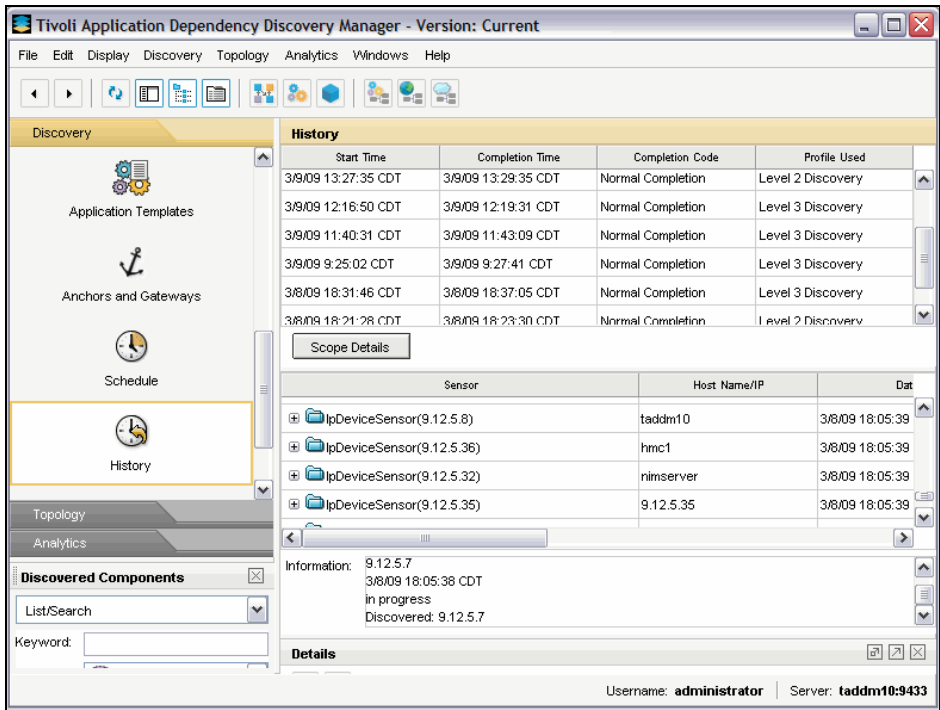 Tivoli Application Dependency Discovery Manager - Version: Current
File Edit Display Discovery Topology Analytics Windows Help
Discovery
Application Templates
Anchors and Gateways
Schedule
History
Topology
Analytics
Discovered Components
List/Search
Keyword:
History
Start Time Completion Time Completion Code Profile Used
3/9/09 13:27:35 CDT 3/9/09 13:29:35 CDT Normal Completion Level 2 Discovery
3/9/09 12:16:50 CDT 3/9/09 12:19:31 CDT Normal Completion Level 3 Discovery
3/9/09 11:40:31 CDT 3/9/09 11:43:09 CDT Normal Completion Level 3 Discovery
3/9/09 9:25:02 CDT 3/9/09 9:27:41 CDT Normal Completion Level 3 Discovery
3/8/09 18:31:46 CDT 3/8/09 18:37:05 CDT Normal Completion Level 3 Discovery
3/8/09 18:21:28 CDT 3/8/09 18:23:30 CDT Normal Completion Level 2 Discovery
Scope Details
Sensor Host Name/IP Dat
IpDeviceSensor(9.12.5.8) taddm10 3/8/09 18:05:39
IpDeviceSensor(9.12.5.36) hmc1 3/8/09 18:05:39
IpDeviceSensor(9.12.5.32) nimserver 3/8/09 18:05:39
IpDeviceSensor(9.12.5.35) 9.12.5.35 3/8/09 18:05:39
Information: 9.12.5.7
3/8/09 18:05:38 CDT
in progress
Discovered: 9.12.5.7
Details
Username: administrator Server: taddm10:9433